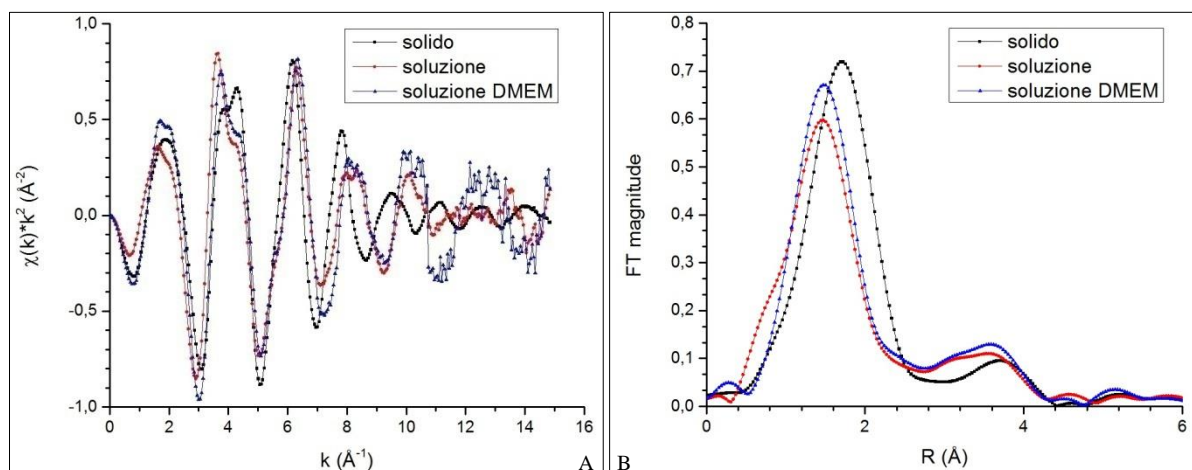 1,0
0,5
0,0
-0,5
-1,0
χ(k)*k² (Å⁻²)
solido
soluzione
soluzione DMEM
0 2 4 6 8 10 12 14 16
k (Å⁻¹)
A
0,8
0,7
0,6
0,5
0,4
0,3
0,2
0,1
0,0
FT magnitude
solido
soluzione
soluzione DMEM
0 2 4 6
R (Å)
B